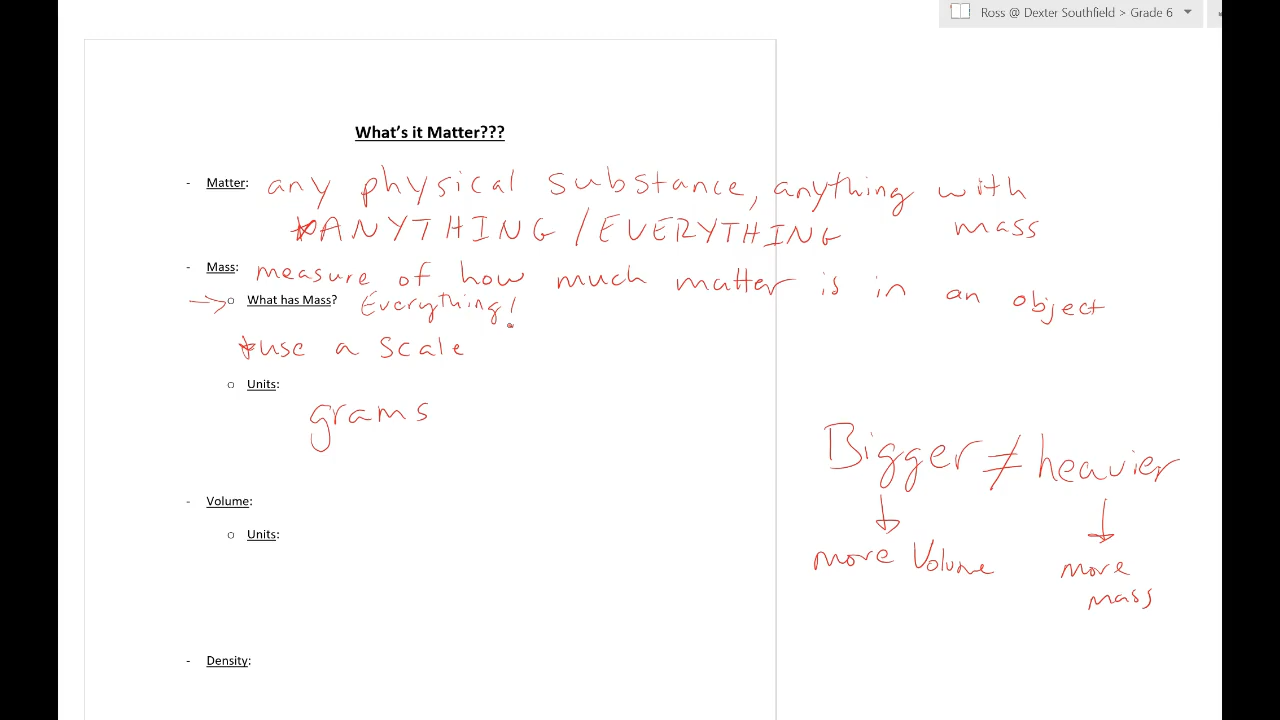 Ross @ Dexter Southfield > Grade 6
What's it Matter???
- Matter: any physical substance, anything with mass
*ANYTHING / EVERYTHING
- Mass: measure of how much matter is in an object
→ o What has Mass? Everything!
*use a scale
o Units:
grams
Bigger ≠ heavier
↓ ↓
more Volume more mass
- Volume:
o Units:
- Density: